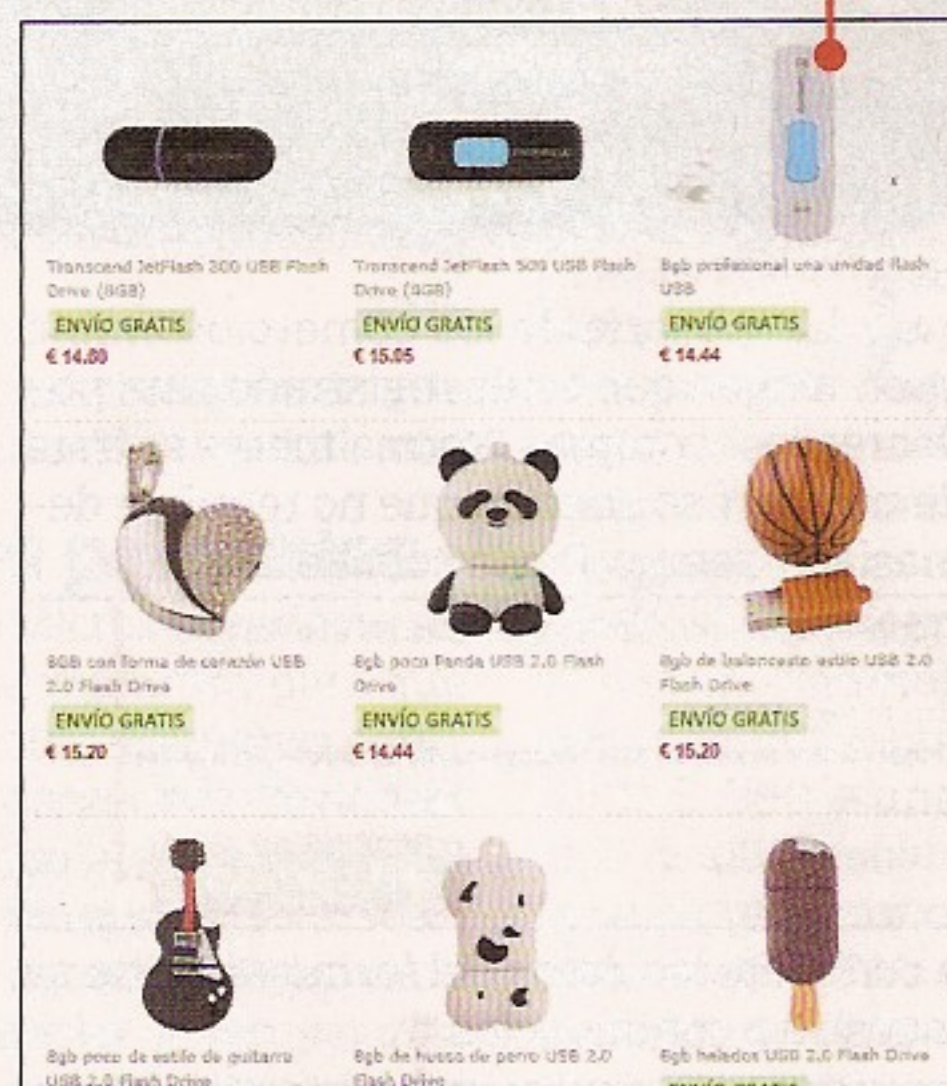 Transcend JetFlash 300 USB Flash
Drive (8GB)
ENVÍO GRATIS
€ 14.80
Transcend JetFlash 500 USB Flash
Drive (8GB)
ENVÍO GRATIS
€ 15.05
8gb profesional una unidad flash
USB
ENVÍO GRATIS
€ 14.44
8GB con forma de corazón USB
2.0 Flash Drive
ENVÍO GRATIS
€ 15.20
8gb poco Panda USB 2.0 Flash
Drive
ENVÍO GRATIS
€ 14.44
8gb de baloncesto estilo USB 2.0
Flash Drive
ENVÍO GRATIS
€ 15.20
8gb poco de estilo de guitarra
USB 2.0 Flash Drive
8gb de hueso de perro USB 2.0
Flash Drive
8gb helados USB 2.0 Flash Drive
ENVÍO GRATIS